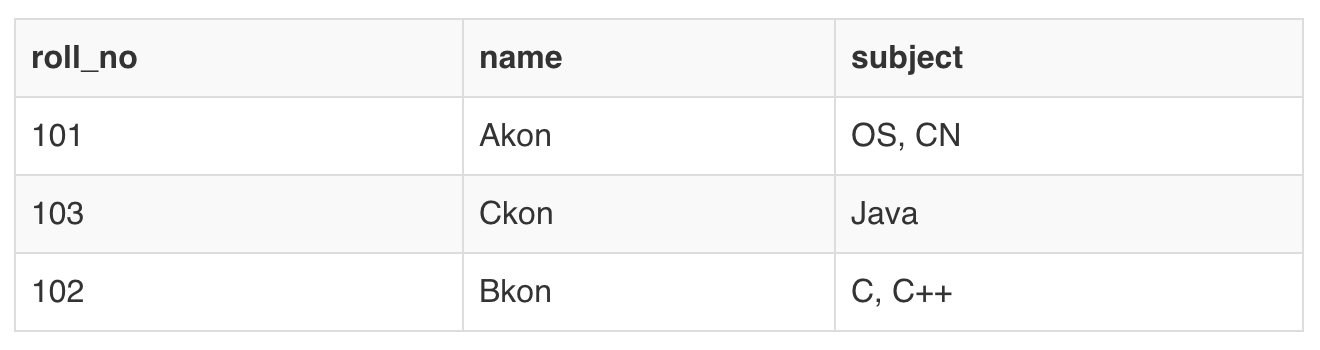 roll_no name subject
101 Akon OS, CN
103 Ckon Java
102 Bkon C, C++